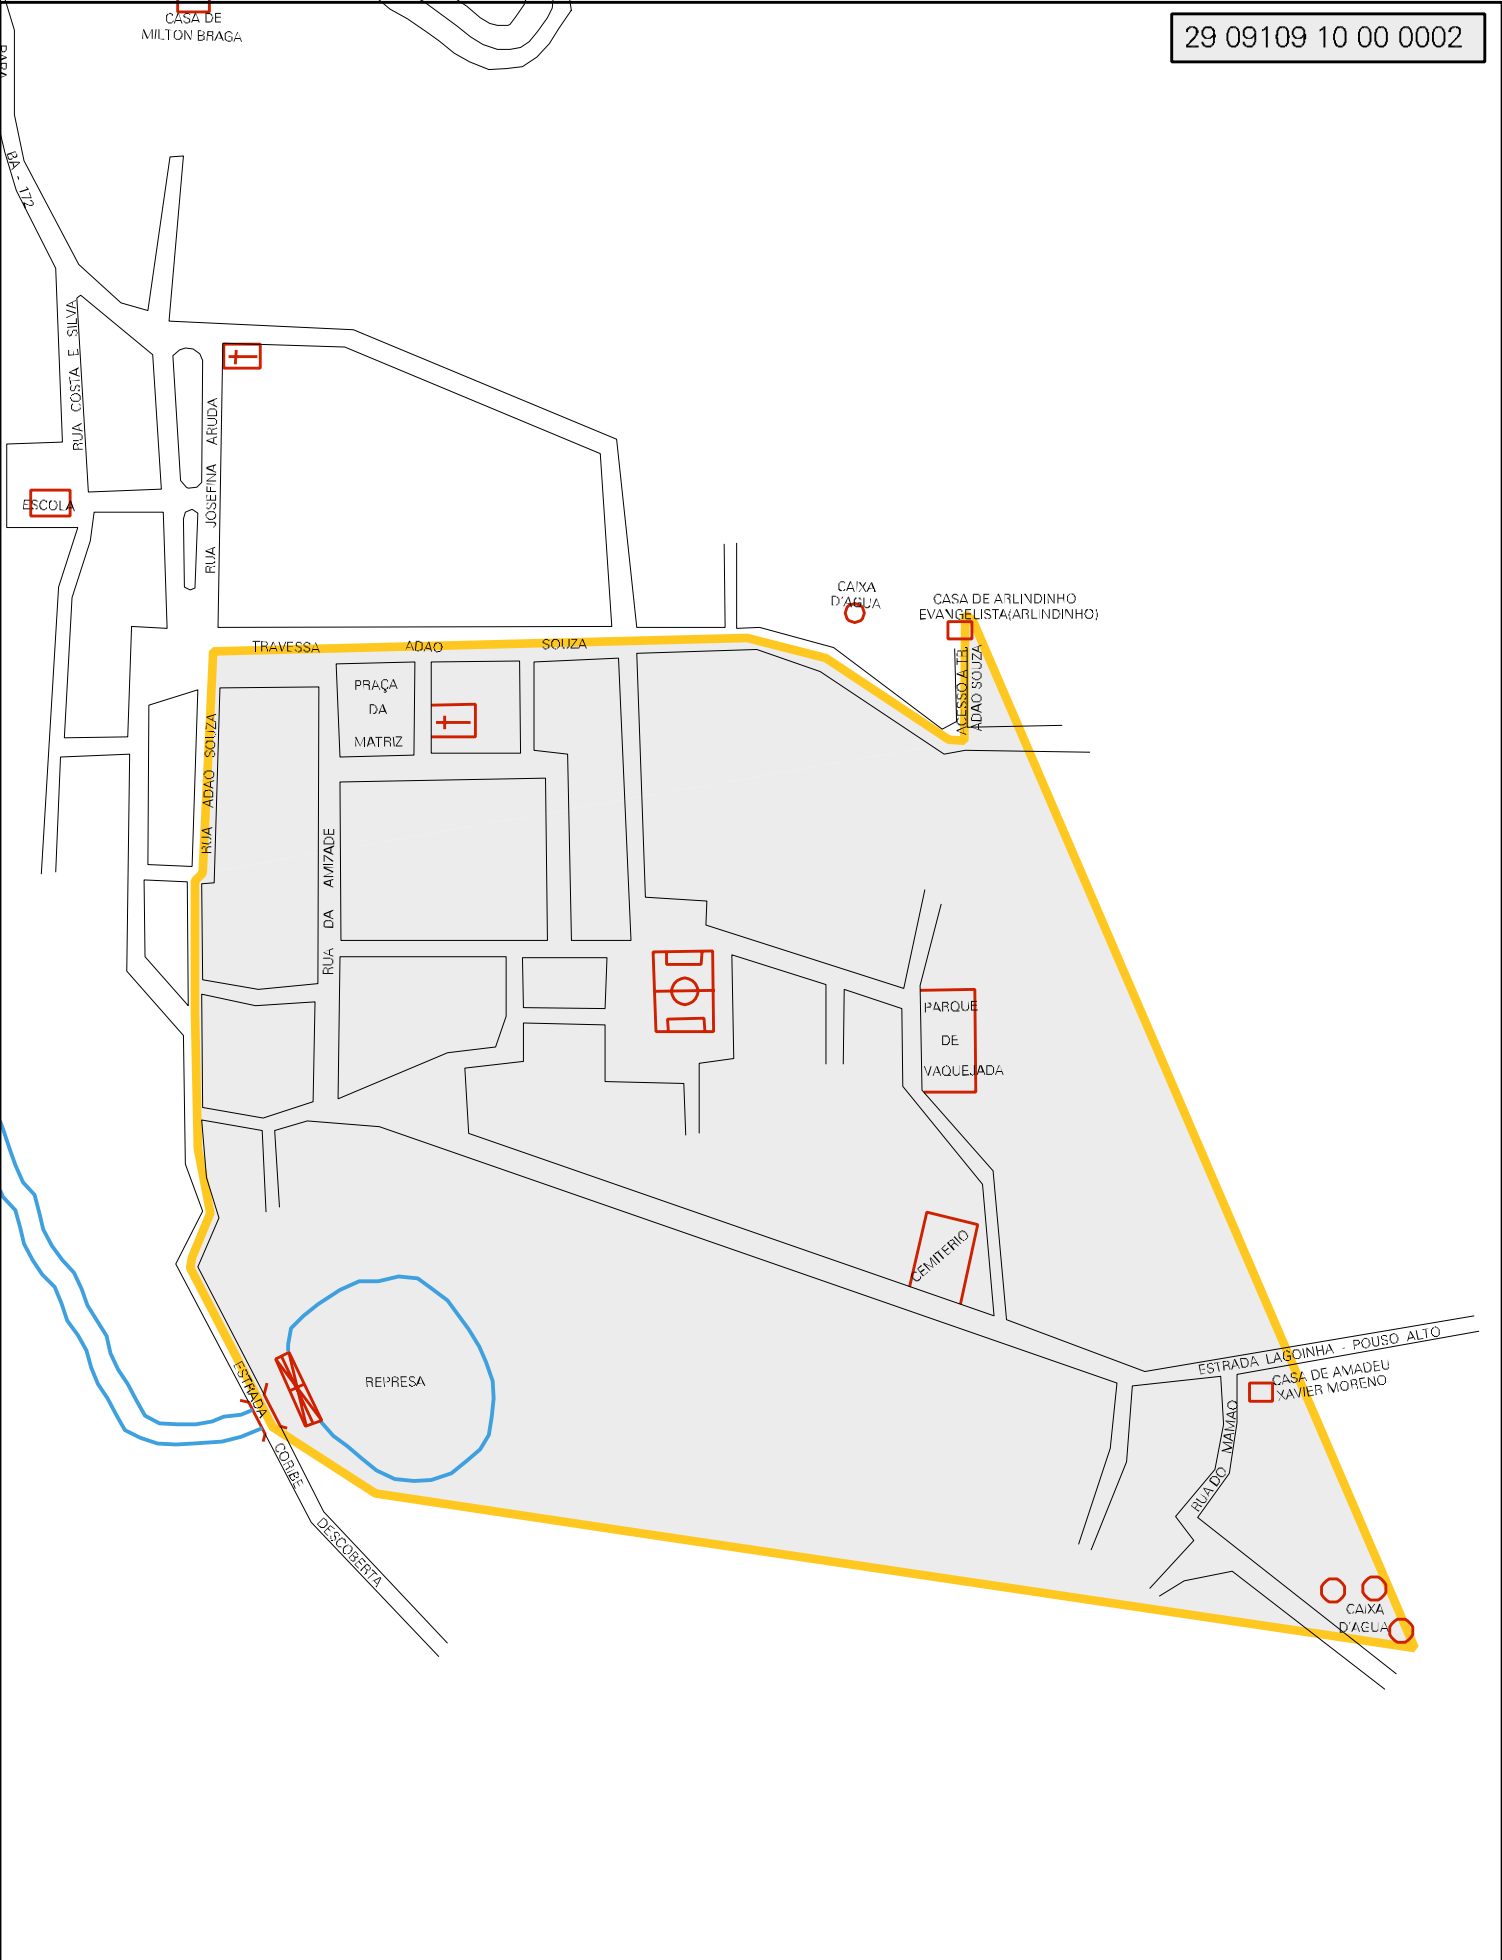 CASA DE
MILTON BRAGA
29 09109 10 00 0002
PARA
BA - 172
RUA COSTA E SILVA
RUA JOSEFINA ARUDA
ESCOLA
CAIXA
D'AGUA
CASA DE ARLINDINHO
EVANGELISTA(ARLINDINHO)
TRAVESSA ADAO SOUZA
ACESSO A TR.
ADAO SOUZA
PRAÇA
DA
MATRIZ
RUA ADAO SOUZA
RUA DA AMIZADE
PARQUE
DE
VAQUEJADA
CEMITERIO
REPRESA
ESTRADA CORIBE DESCOBERTA
ESTRADA LAGOINHA - POUSO ALTO
CASA DE AMADEU
XAVIER MORENO
RUA DO MAMAO
CAIXA
D'AGUA